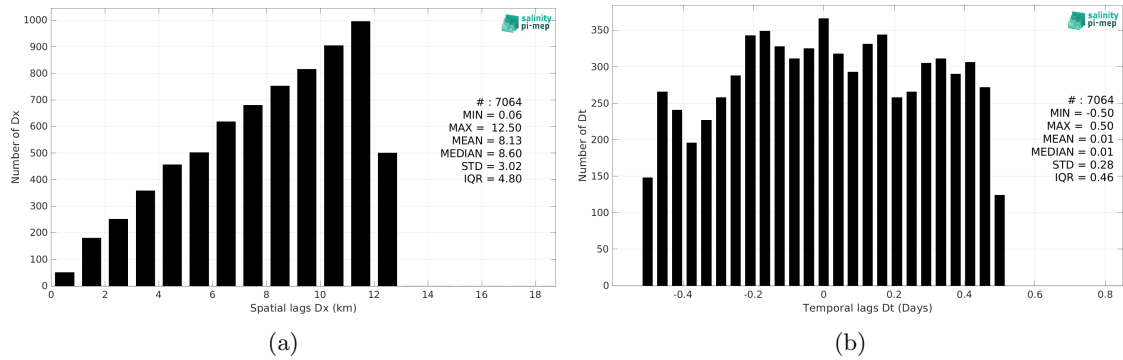 salinity
pi-mep
1000
900
800
700
600
500
400
300
200
100
0
Number of Dx
# : 7064
MIN = 0.06
MAX = 12.50
MEAN = 8.13
MEDIAN = 8.60
STD = 3.02
IQR = 4.80
0 2 4 6 8 10 12 14 16 18
Spatial lags Dx (km)
(a)
salinity
pi-mep
350
300
250
200
150
100
50
0
Number of Dt
# : 7064
MIN = -0.50
MAX = 0.50
MEAN = 0.01
MEDIAN = 0.01
STD = 0.28
IQR = 0.46
-0.4 -0.2 0 0.2 0.4 0.6 0.8
Temporal lags Dt (Days)
(b)